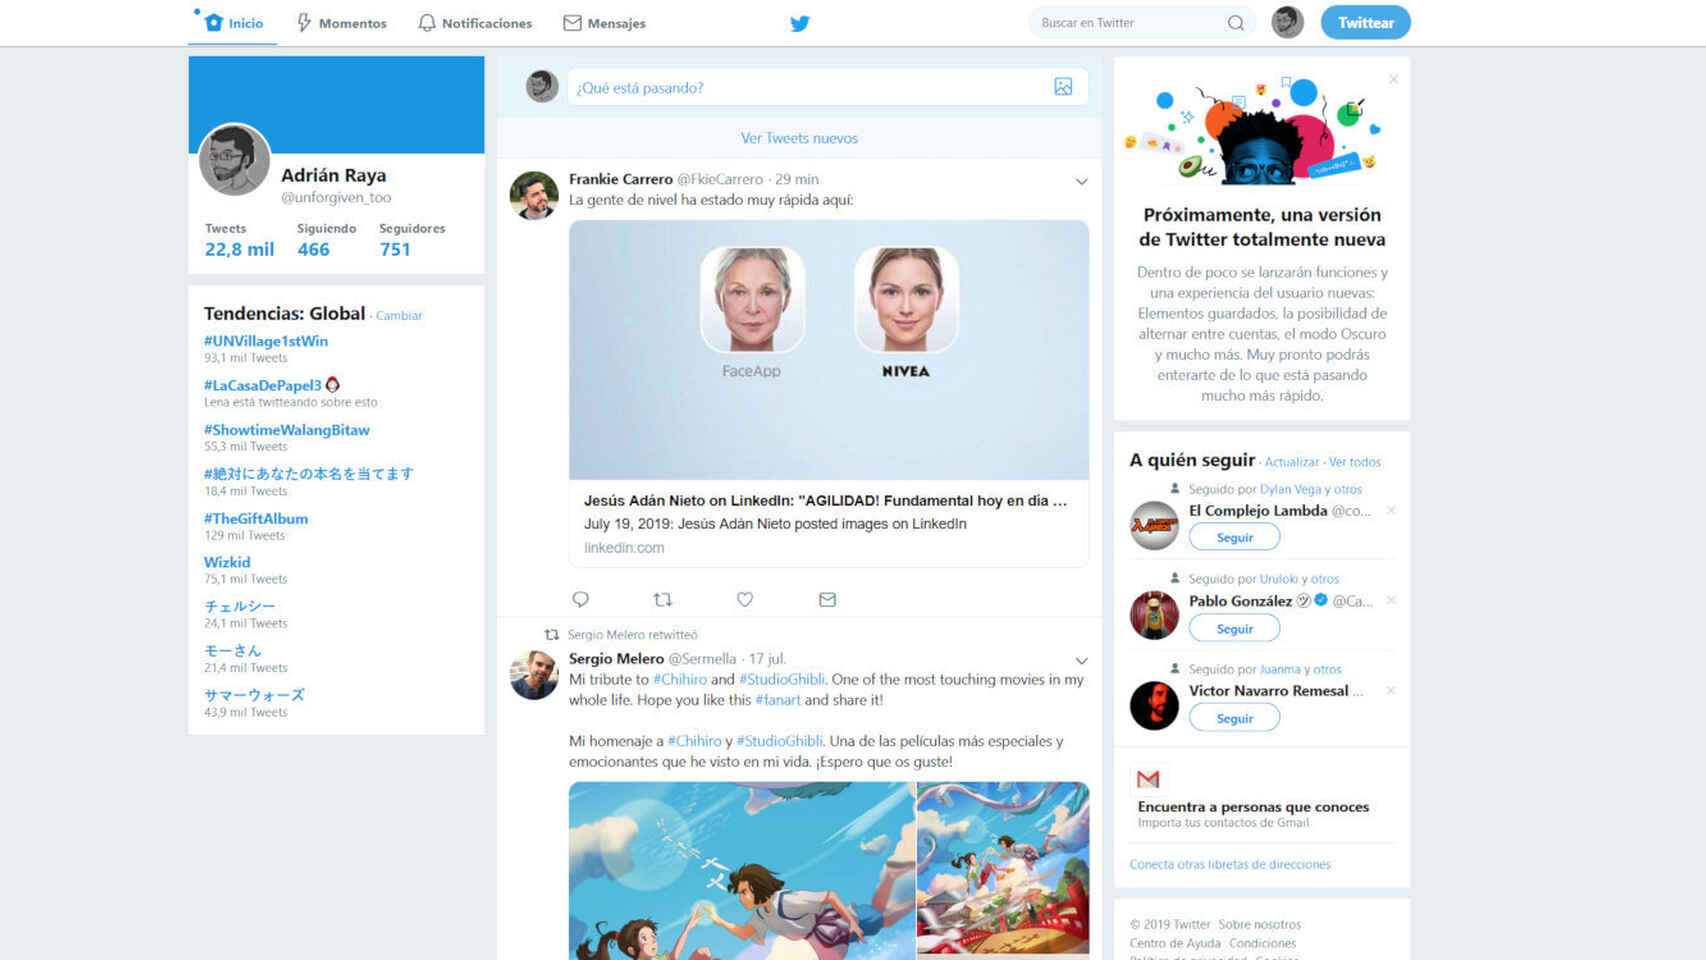 Inicio
Momentos
Notificaciones
Mensajes
Buscar en Twitter
Twittear
Adrián Raya
@unforgiven_too
Tweets Siguiendo Seguidores
22,8 mil 466 751
Tendencias: Global · Cambiar
#UNVillage1stWin
93,1 mil Tweets
#LaCasaDePapel3
Lena está twitteando sobre esto
#ShowtimeWalangBitaw
55,3 mil Tweets
#絶対にあなたの本名を当てます
18,4 mil Tweets
#TheGiftAlbum
129 mil Tweets
Wizkid
75,1 mil Tweets
チェルシー
24,1 mil Tweets
モーさん
21,4 mil Tweets
サマーウォーズ
43,9 mil Tweets
¿Qué está pasando?
Ver Tweets nuevos
Frankie Carrero @FkieCarrero · 29 min
La gente de nivel ha estado muy rápida aquí:
FaceApp
NIVEA
Jesús Adán Nieto on LinkedIn: "AGILIDAD! Fundamental hoy en día ...
July 19, 2019: Jesús Adán Nieto posted images on LinkedIn
linkedin.com
Sergio Melero retwitteó
Sergio Melero @Sermella · 17 jul.
Mi tribute to #Chihiro and #StudioGhibli. One of the most touching movies in my
whole life. Hope you like this #fanart and share it!
Mi homenaje a #Chihiro y #StudioGhibli. Una de las películas más especiales y
emocionantes que he visto en mi vida. ¡Espero que os guste!
Próximamente, una versión
de Twitter totalmente nueva
Dentro de poco se lanzarán funciones y
una experiencia del usuario nuevas:
Elementos guardados, la posibilidad de
alternar entre cuentas, el modo Oscuro
y mucho más. Muy pronto podrás
enterarte de lo que está pasando
mucho más rápido.
A quién seguir · Actualizar · Ver todos
Seguido por Dylan Vega y otros
El Complejo Lambda @co...
Seguir
Seguido por Uruloki y otros
Pablo González ツ @Ca...
Seguir
Seguido por Juanma y otros
Victor Navarro Remesal ...
Seguir
Encuentra a personas que conoces
Importa tus contactos de Gmail
Conecta otras libretas de direcciones
© 2019 Twitter Sobre nosotros
Centro de Ayuda Condiciones
Política de privacidad Cookies